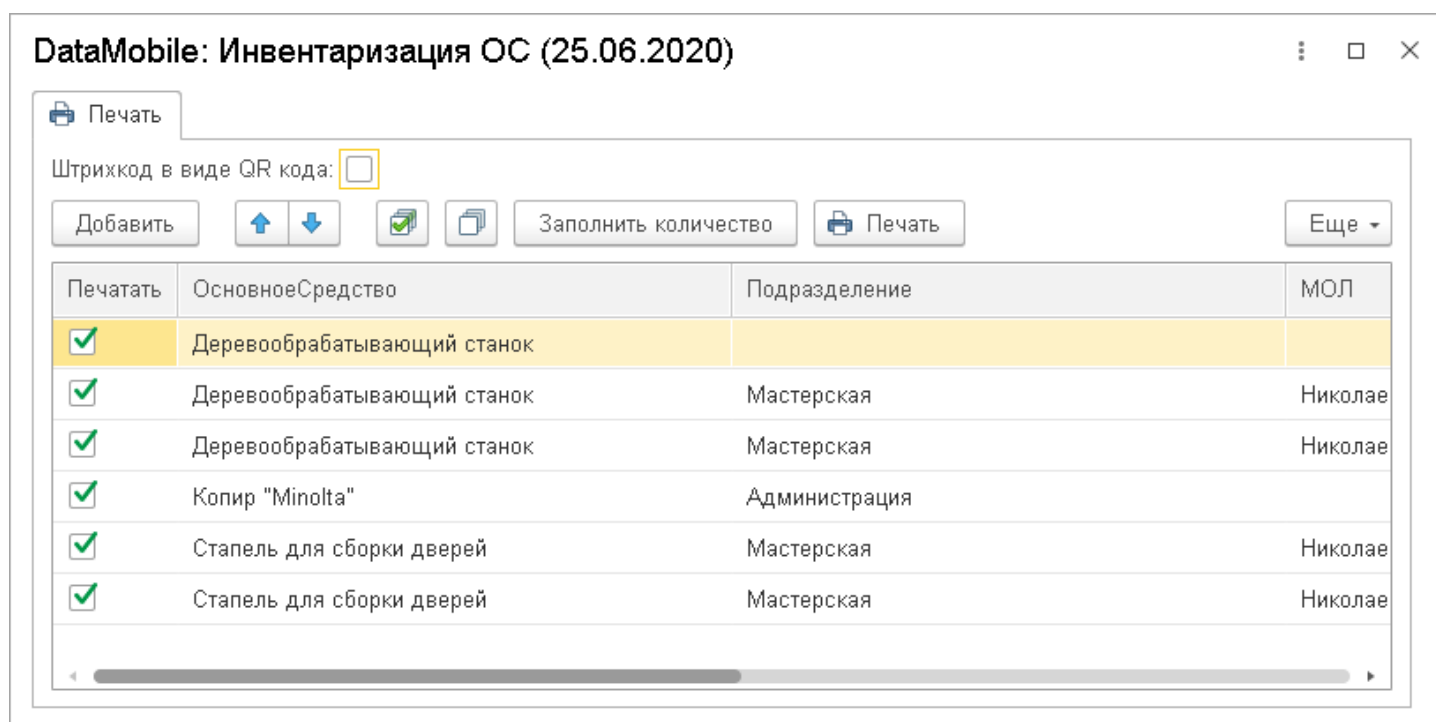 DataMobile: Инвентаризация ОС (25.06.2020)
Печать
Штрихкод в виде QR кода:
Добавить Заполнить количество Печать Еще
Печатать ОсновноеСредство Подразделение МОЛ
Деревообрабатывающий станок
Деревообрабатывающий станок Мастерская Николае
Деревообрабатывающий станок Мастерская Николае
Копир "Minolta" Администрация
Стапель для сборки дверей Мастерская Николае
Стапель для сборки дверей Мастерская Николае